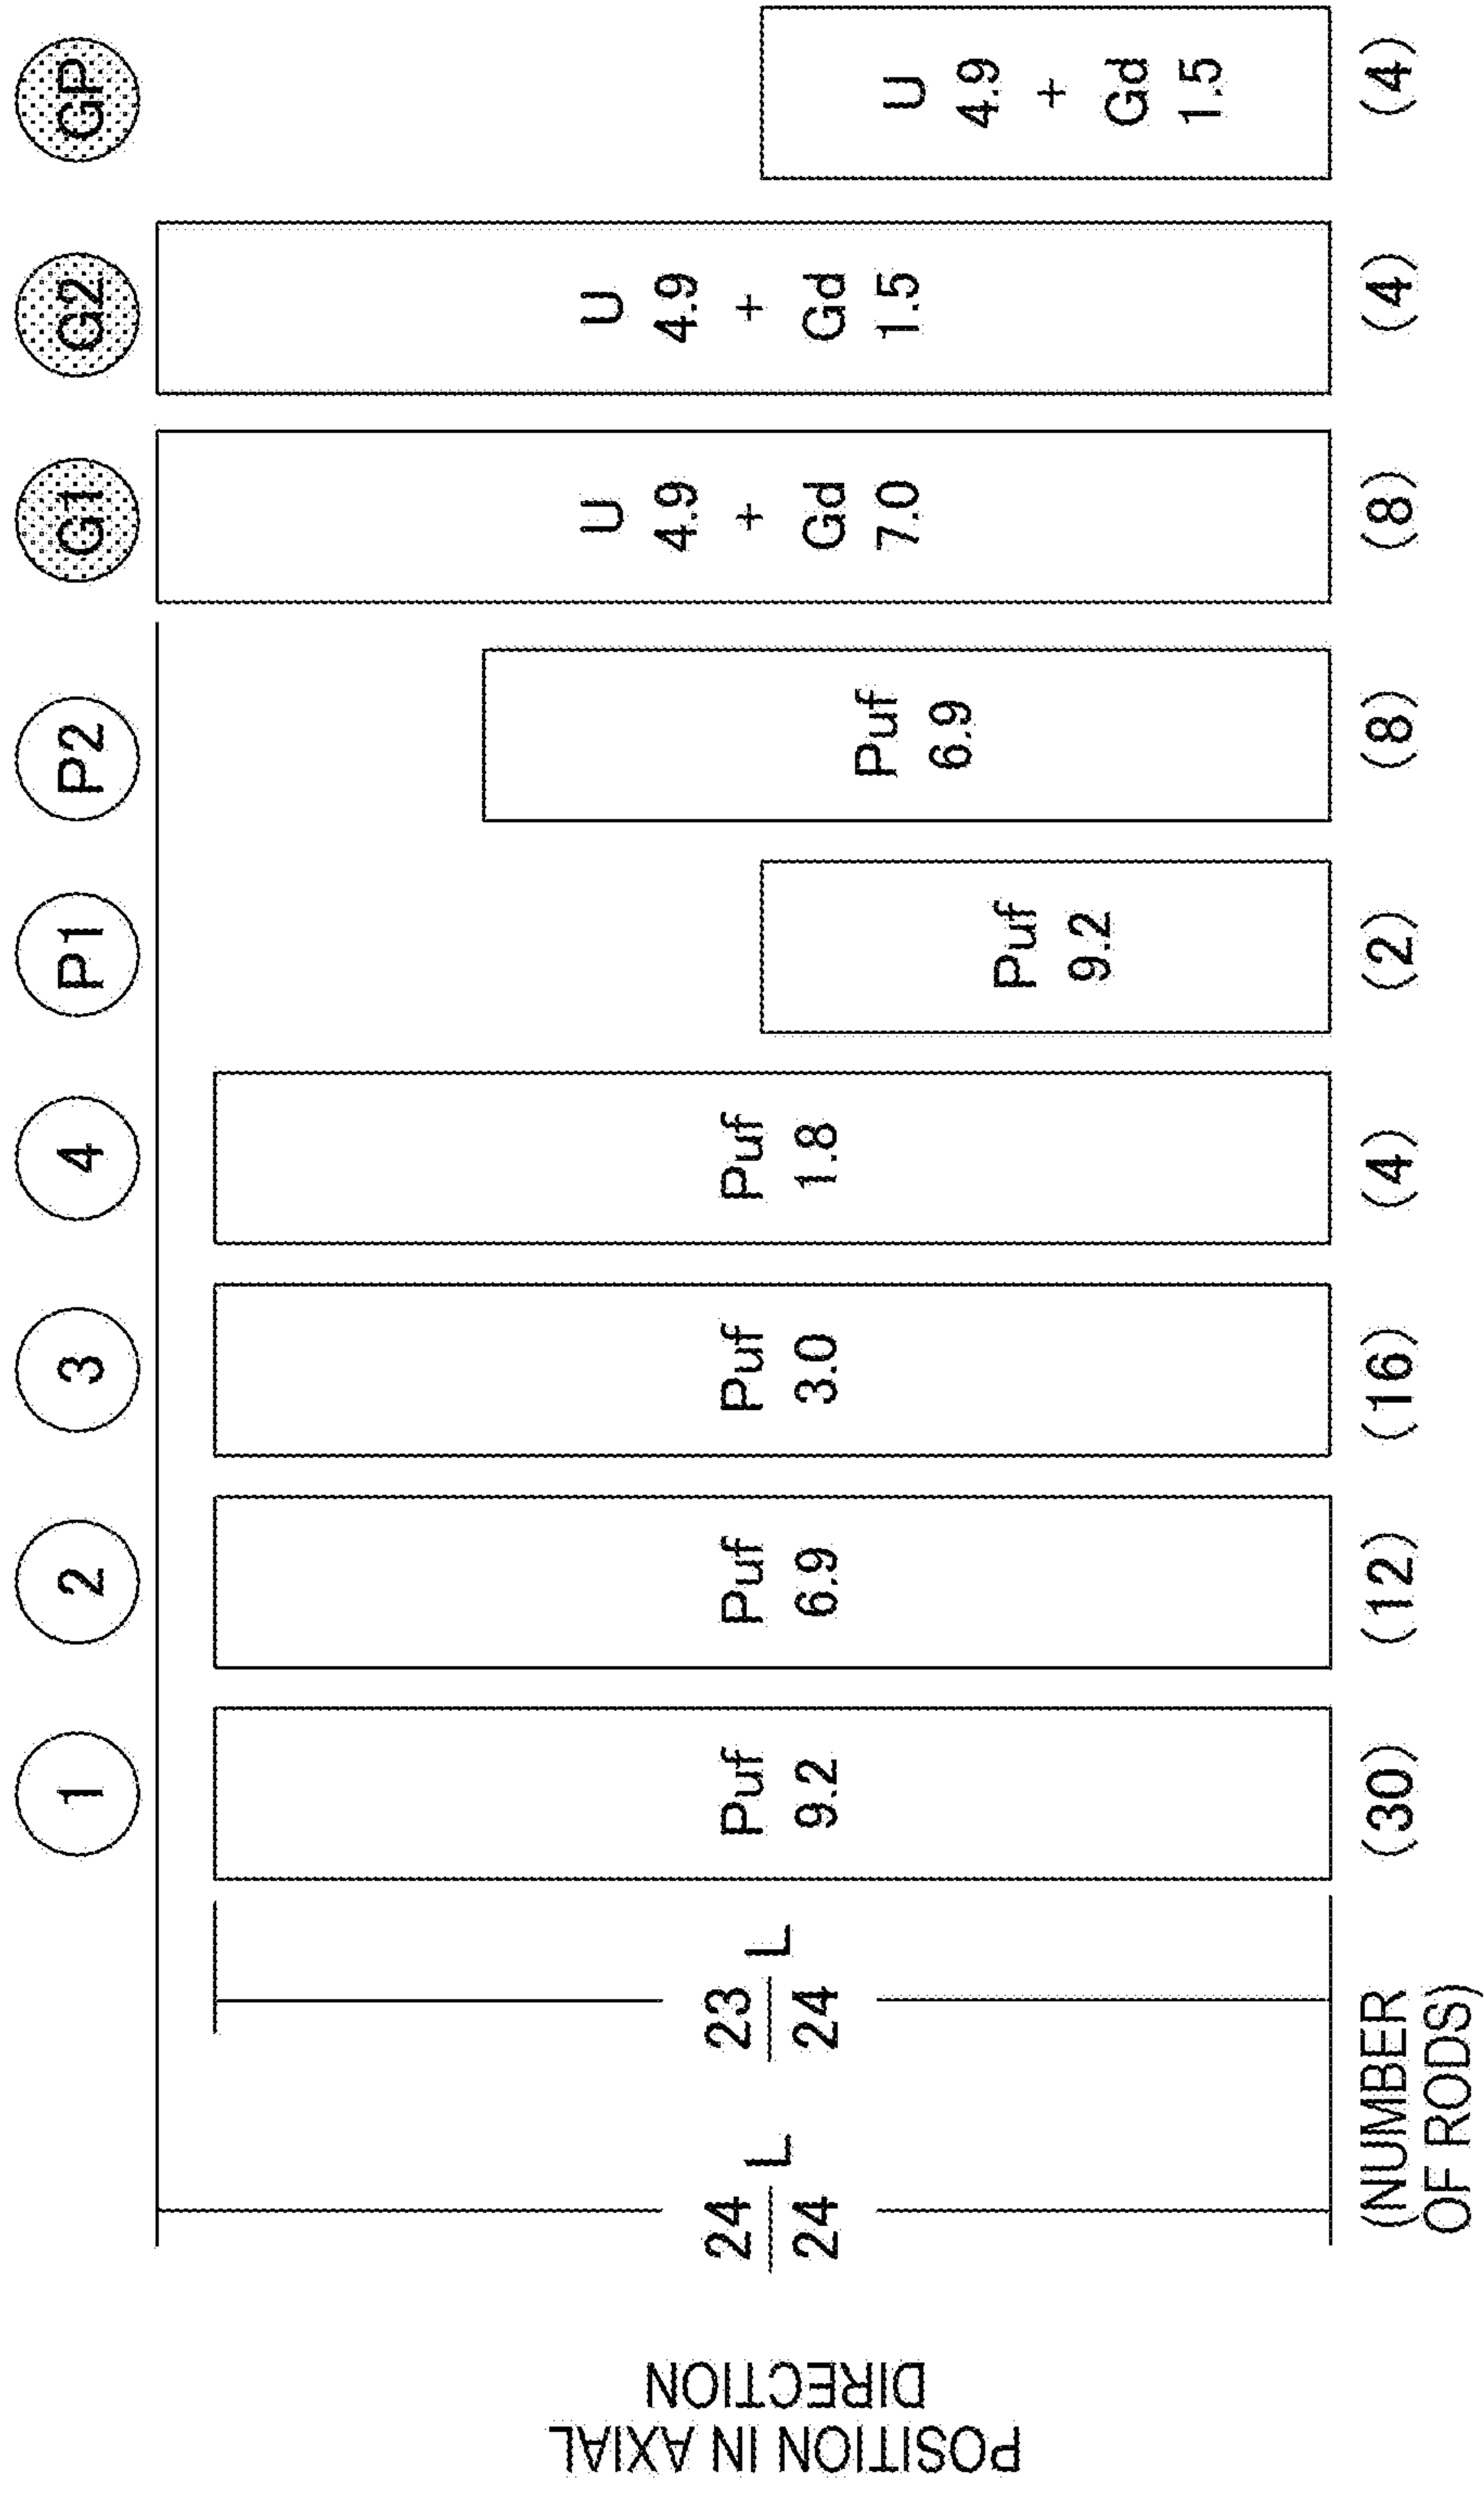 1
2
3
4
P1
P2
G1
G2
GP
POSITION IN AXIAL
DIRECTION
24
24
L
23
24
L
Puf
9.2
Puf
6.9
Puf
3.0
Puf
1.8
Puf
9.2
Puf
6.9
U
4.9
+
Gd
7.0
U
4.9
+
Gd
1.5
U
4.9
+
Gd
1.5
(NUMBER
OF RODS)
(30)
(12)
(16)
(4)
(2)
(8)
(8)
(4)
(4)